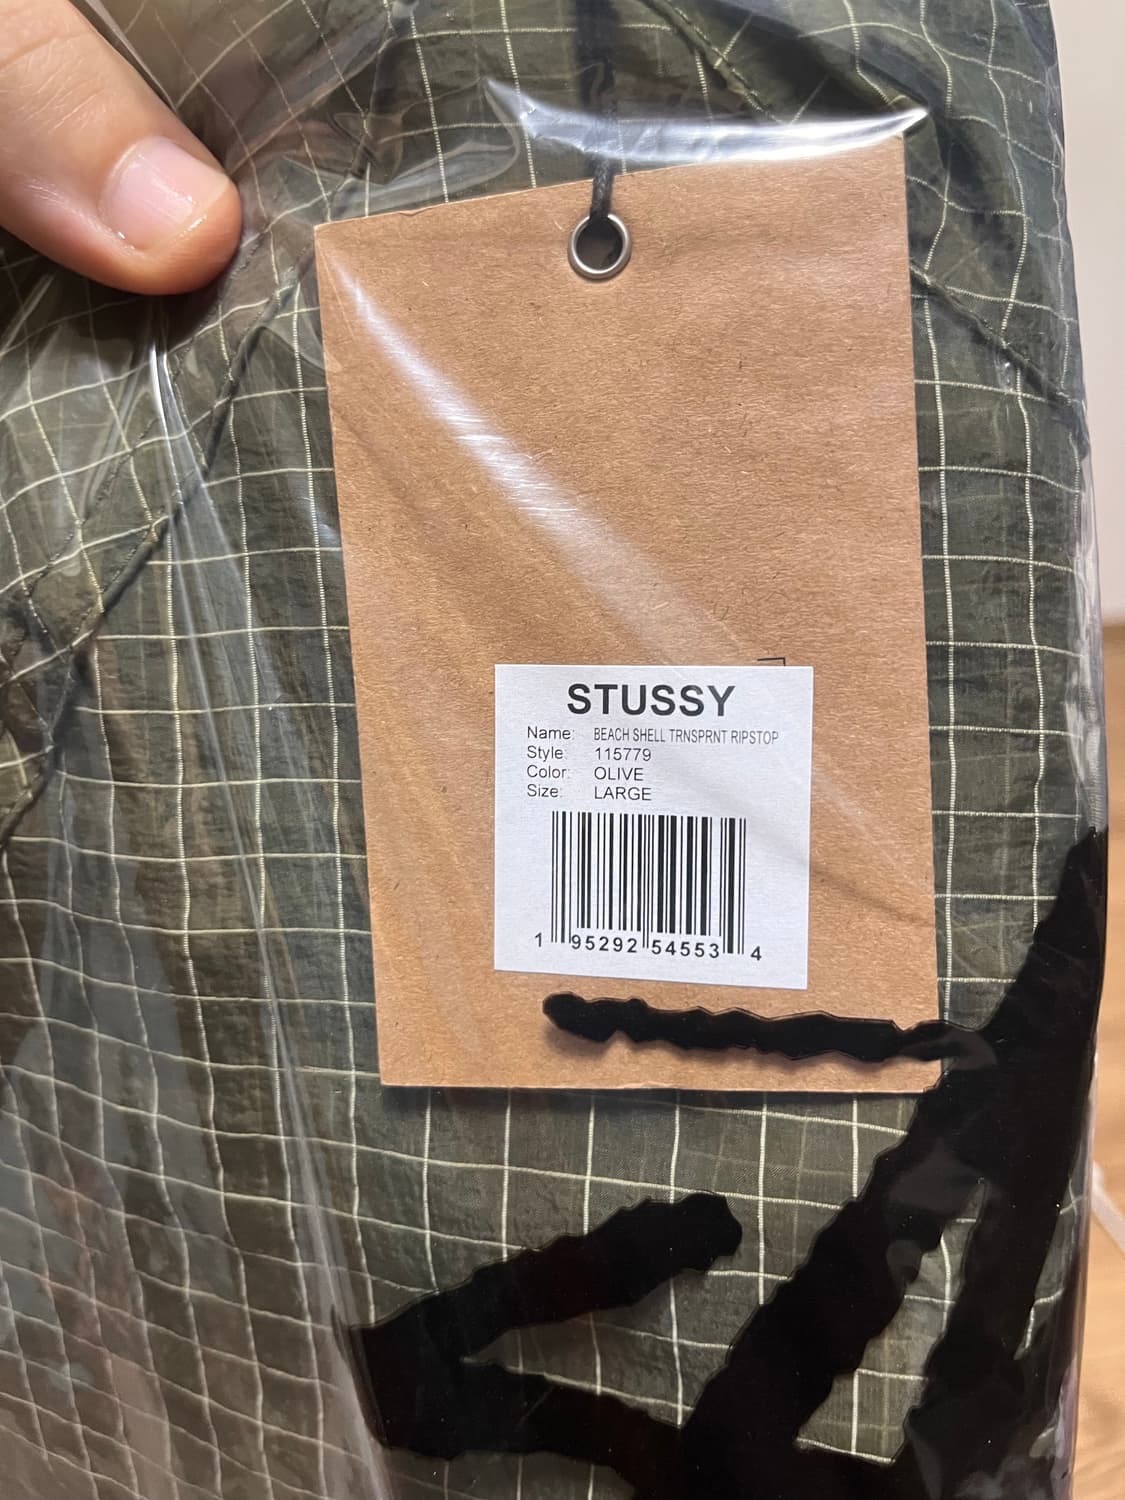 STUSSY
Name: BEACH SHELL TRNSPRNT RIPSTOP
Style: 115779
Color: OLIVE
Size: LARGE
1 95292 54553 4